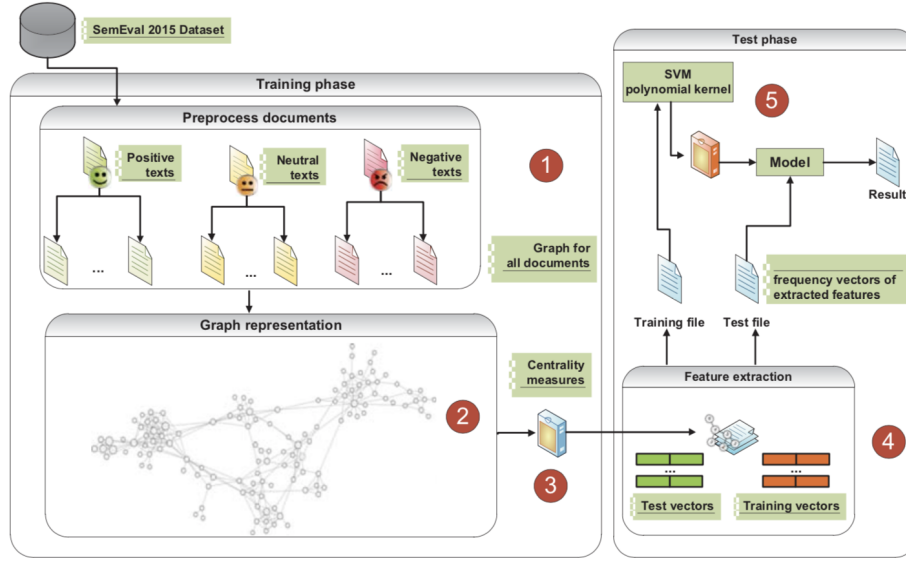 SemEval 2015 Dataset
Training phase
Preprocess documents
Positive
texts
Neutral
texts
Negative
texts
1
...
...
...
Graph for
all documents
Graph representation
2
Centrality
measures
3
Test phase
SVM
polynomial kernel
5
Model
Result
frequency vectors of
extracted features
Training file
Test file
Feature extraction
4
...
...
Test vectors
Training vectors